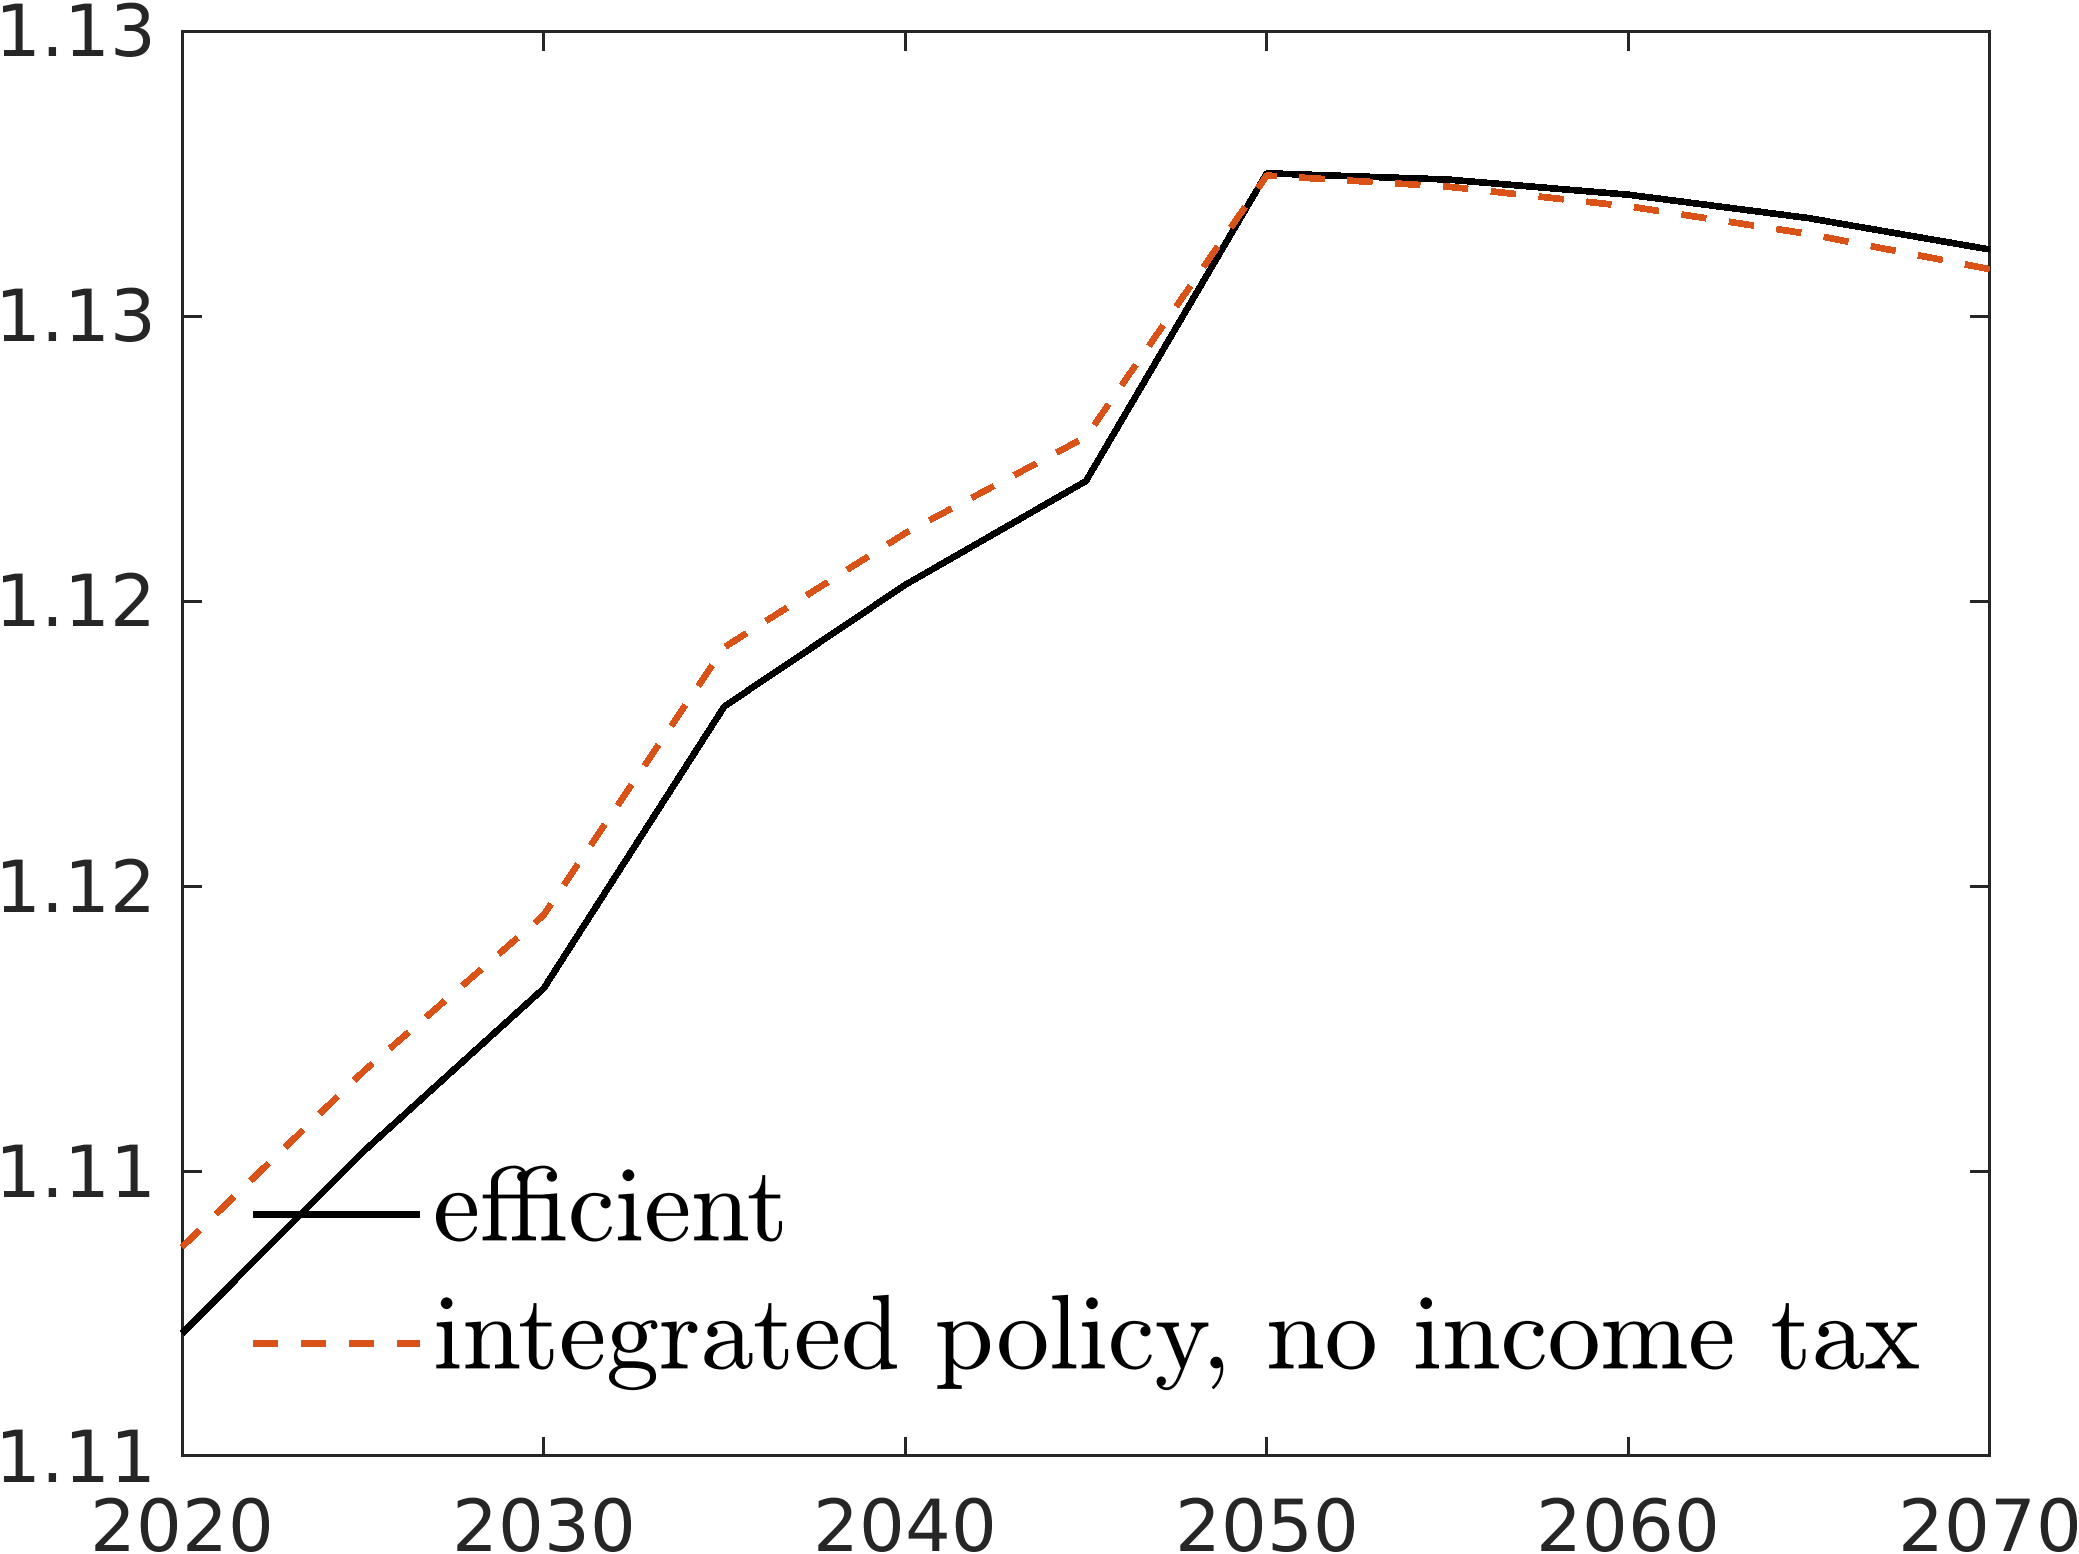 1.13
1.13
1.12
1.12
1.11
1.11
efficient
integrated policy, no income tax
2020 2030 2040 2050 2060 2070